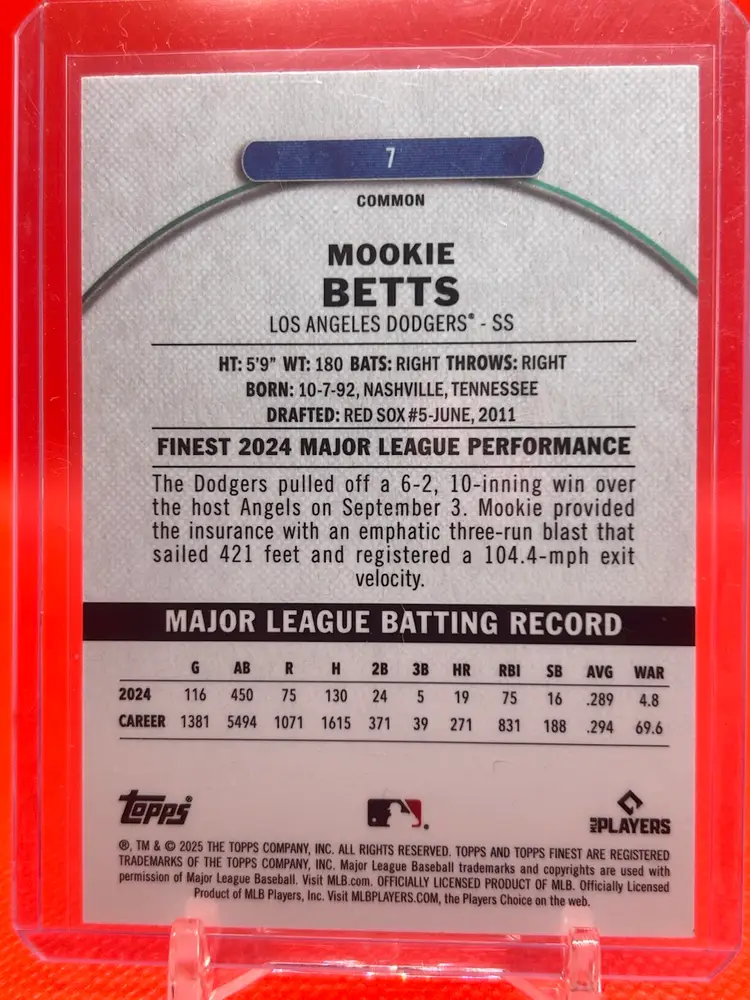 7
COMMON
MOOKIE
BETTS
LOS ANGELES DODGERS® - SS
HT: 5'9" WT: 180 BATS: RIGHT THROWS: RIGHT
BORN: 10-7-92, NASHVILLE, TENNESSEE
DRAFTED: RED SOX #5-JUNE, 2011
FINEST 2024 MAJOR LEAGUE PERFORMANCE
The Dodgers pulled off a 6-2, 10-inning win over
the host Angels on September 3. Mookie provided
the insurance with an emphatic three-run blast that
sailed 421 feet and registered a 104.4-mph exit
velocity.
MAJOR LEAGUE BATTING RECORD
G AB R H 2B 3B HR RBI SB AVG WAR
2024 116 450 75 130 24 5 19 75 16 .289 4.8
CAREER 1381 5494 1071 1615 371 39 271 831 188 .294 69.6
Topps®
MLB PLAYERS
®, TM & © 2025 THE TOPPS COMPANY, INC. ALL RIGHTS RESERVED. TOPPS AND TOPPS FINEST ARE REGISTERED
TRADEMARKS OF THE TOPPS COMPANY, INC. Major League Baseball trademarks and copyrights are used with
permission of Major League Baseball. Visit MLB.com. OFFICIALLY LICENSED PRODUCT OF MLB. Officially Licensed
Product of MLB Players, Inc. Visit MLBPLAYERS.COM, the Players Choice on the web.